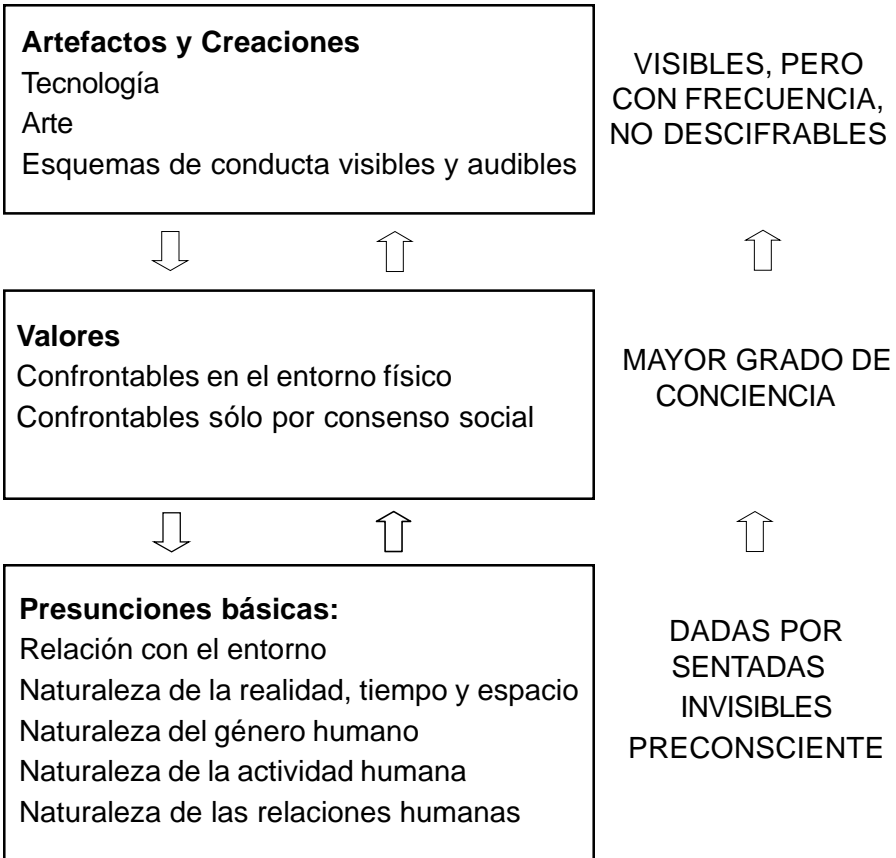 Artefactos y Creaciones
Tecnología
Arte
Esquemas de conducta visibles y audibles
VISIBLES, PERO
CON FRECUENCIA,
NO DESCIFRABLES
Valores
Confrontables en el entorno físico
Confrontables sólo por consenso social
MAYOR GRADO DE
CONCIENCIA
Presunciones básicas:
Relación con el entorno
Naturaleza de la realidad, tiempo y espacio
Naturaleza del género humano
Naturaleza de la actividad humana
Naturaleza de las relaciones humanas
DADAS POR
SENTADAS
INVISIBLES
PRECONSCIENTE